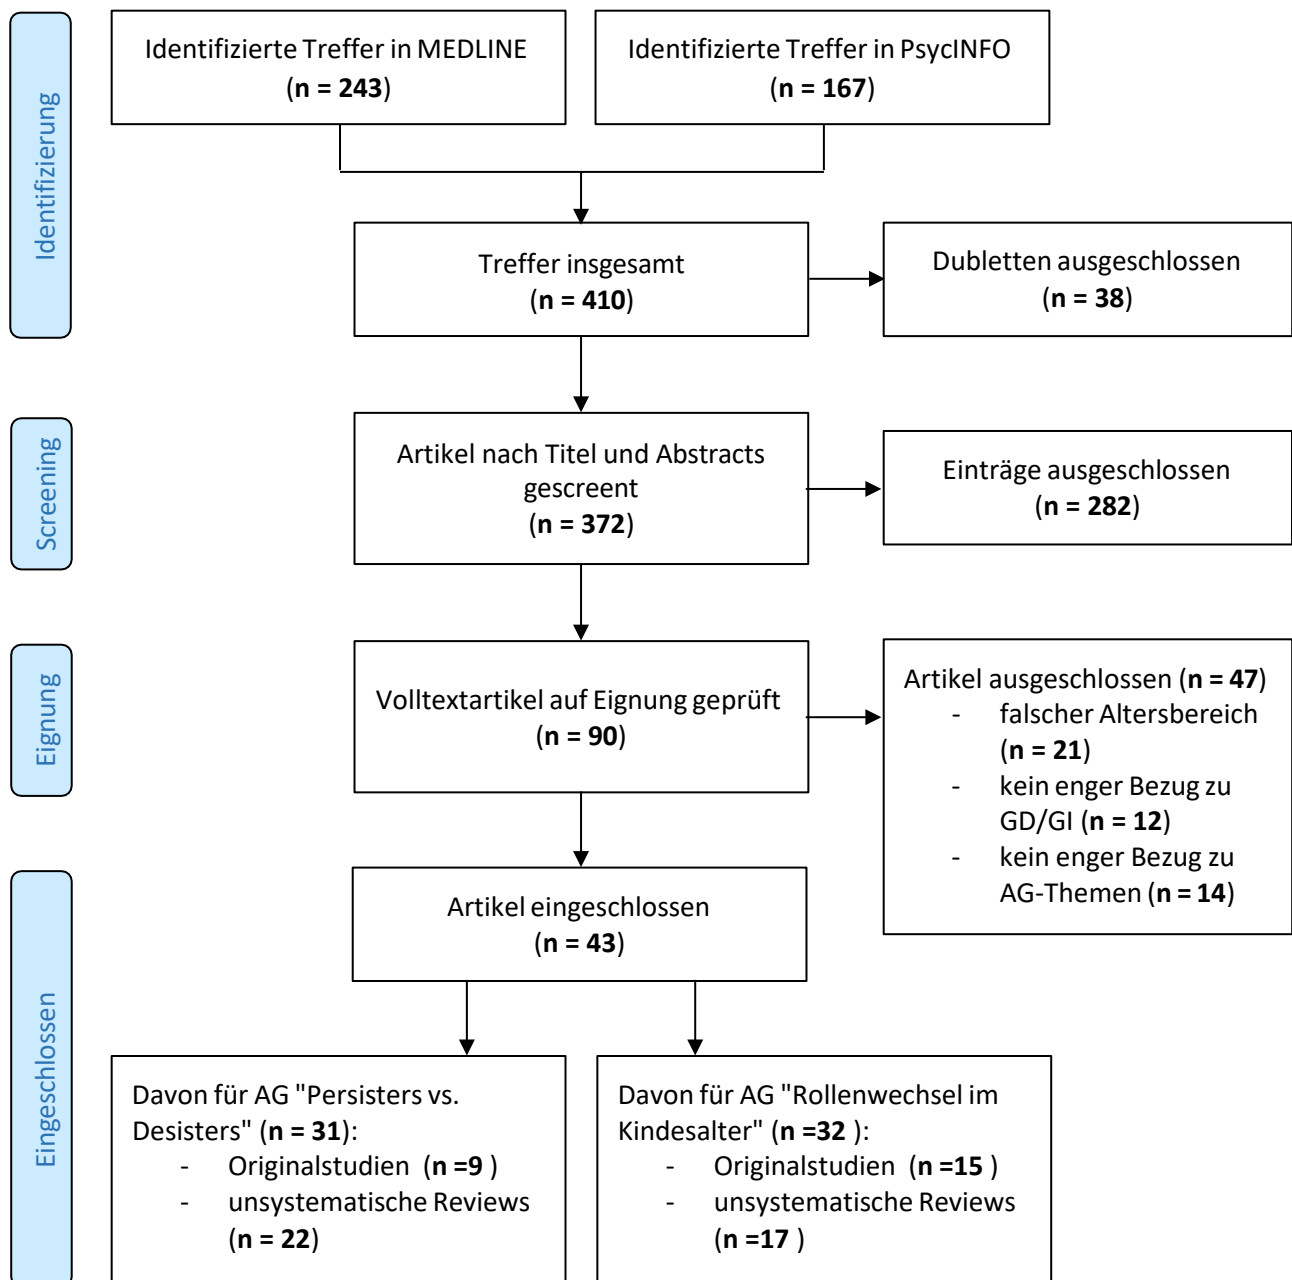 Identifizierung
Identifizierte Treffer in MEDLINE
(n = 243)
Identifizierte Treffer in PsycINFO
(n = 167)
Treffer insgesamt
(n = 410)
Dubletten ausgeschlossen
(n = 38)
Screening
Artikel nach Titel und Abstracts
gescreent
(n = 372)
Einträge ausgeschlossen
(n = 282)
Eignung
Volltextartikel auf Eignung geprüft
(n = 90)
Artikel ausgeschlossen (n = 47)
- falscher Altersbereich
(n = 21)
- kein enger Bezug zu
GD/GI (n = 12)
- kein enger Bezug zu
AG-Themen (n = 14)
Eingeschlossen
Artikel eingeschlossen
(n = 43)
Davon für AG "Persisters vs.
Desisters" (n = 31):
- Originalstudien (n =9 )
- unsystematische Reviews
(n = 22)
Davon für AG "Rollenwechsel im
Kindesalter" (n =32 ):
- Originalstudien (n =15 )
- unsystematische Reviews
(n =17 )